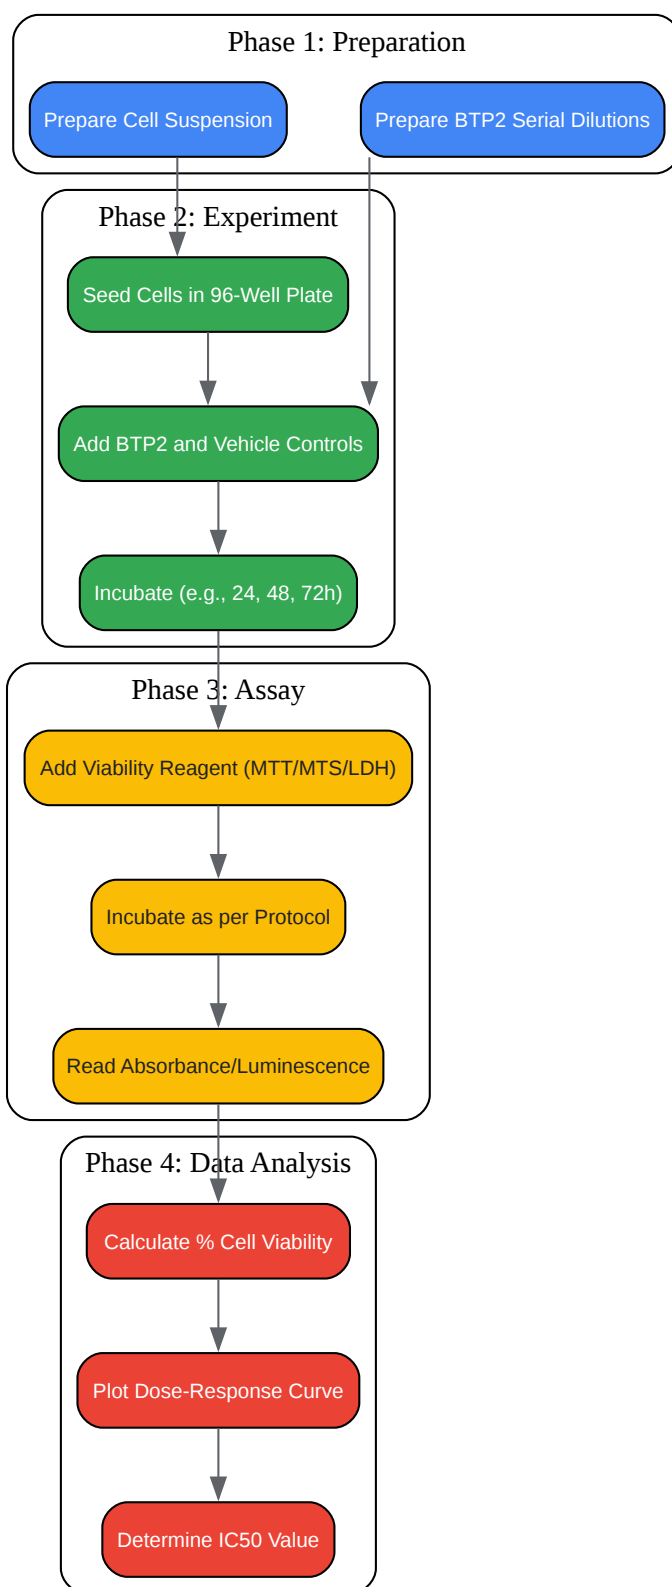 Phase 1: Preparation
Prepare Cell Suspension
Prepare BTP2 Serial Dilutions
Phase 2: Experiment
Seed Cells in 96-Well Plate
Add BTP2 and Vehicle Controls
Incubate (e.g., 24, 48, 72h)
Phase 3: Assay
Add Viability Reagent (MTT/MTS/LDH)
Incubate as per Protocol
Read Absorbance/Luminescence
Phase 4: Data Analysis
Calculate % Cell Viability
Plot Dose-Response Curve
Determine IC50 Value